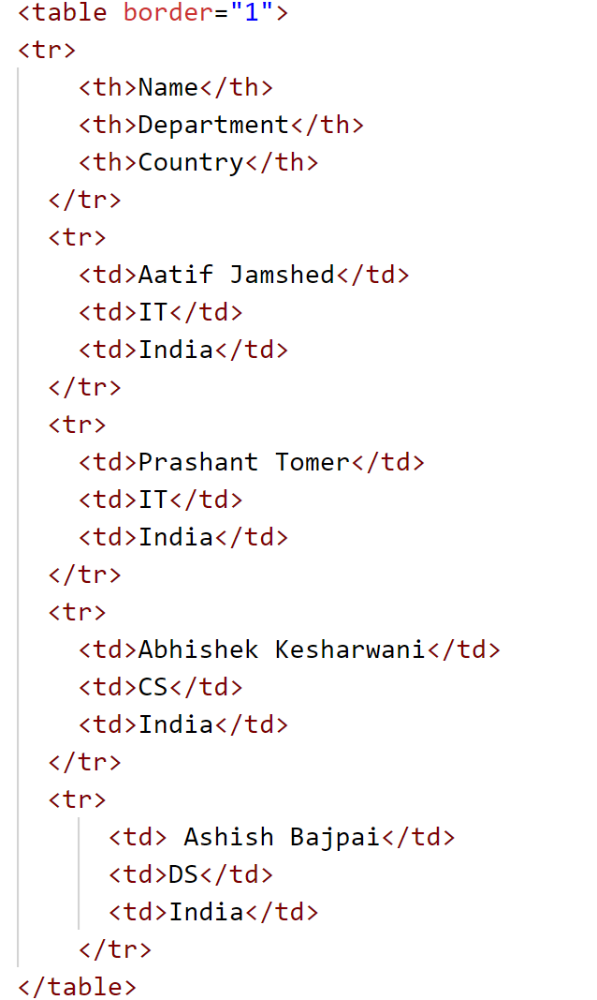 <table border="1">
<tr>
    <th>Name</th>
    <th>Department</th>
    <th>Country</th>
  </tr>
  <tr>
    <td>Aatif Jamshed</td>
    <td>IT</td>
    <td>India</td>
  </tr>
  <tr>
    <td>Prashant Tomer</td>
    <td>IT</td>
    <td>India</td>
  </tr>
  <tr>
    <td>Abhishek Kesharwani</td>
    <td>CS</td>
    <td>India</td>
  </tr>
  <tr>
      <td> Ashish Bajpai</td>
      <td>DS</td>
      <td>India</td>
    </tr>
</table>